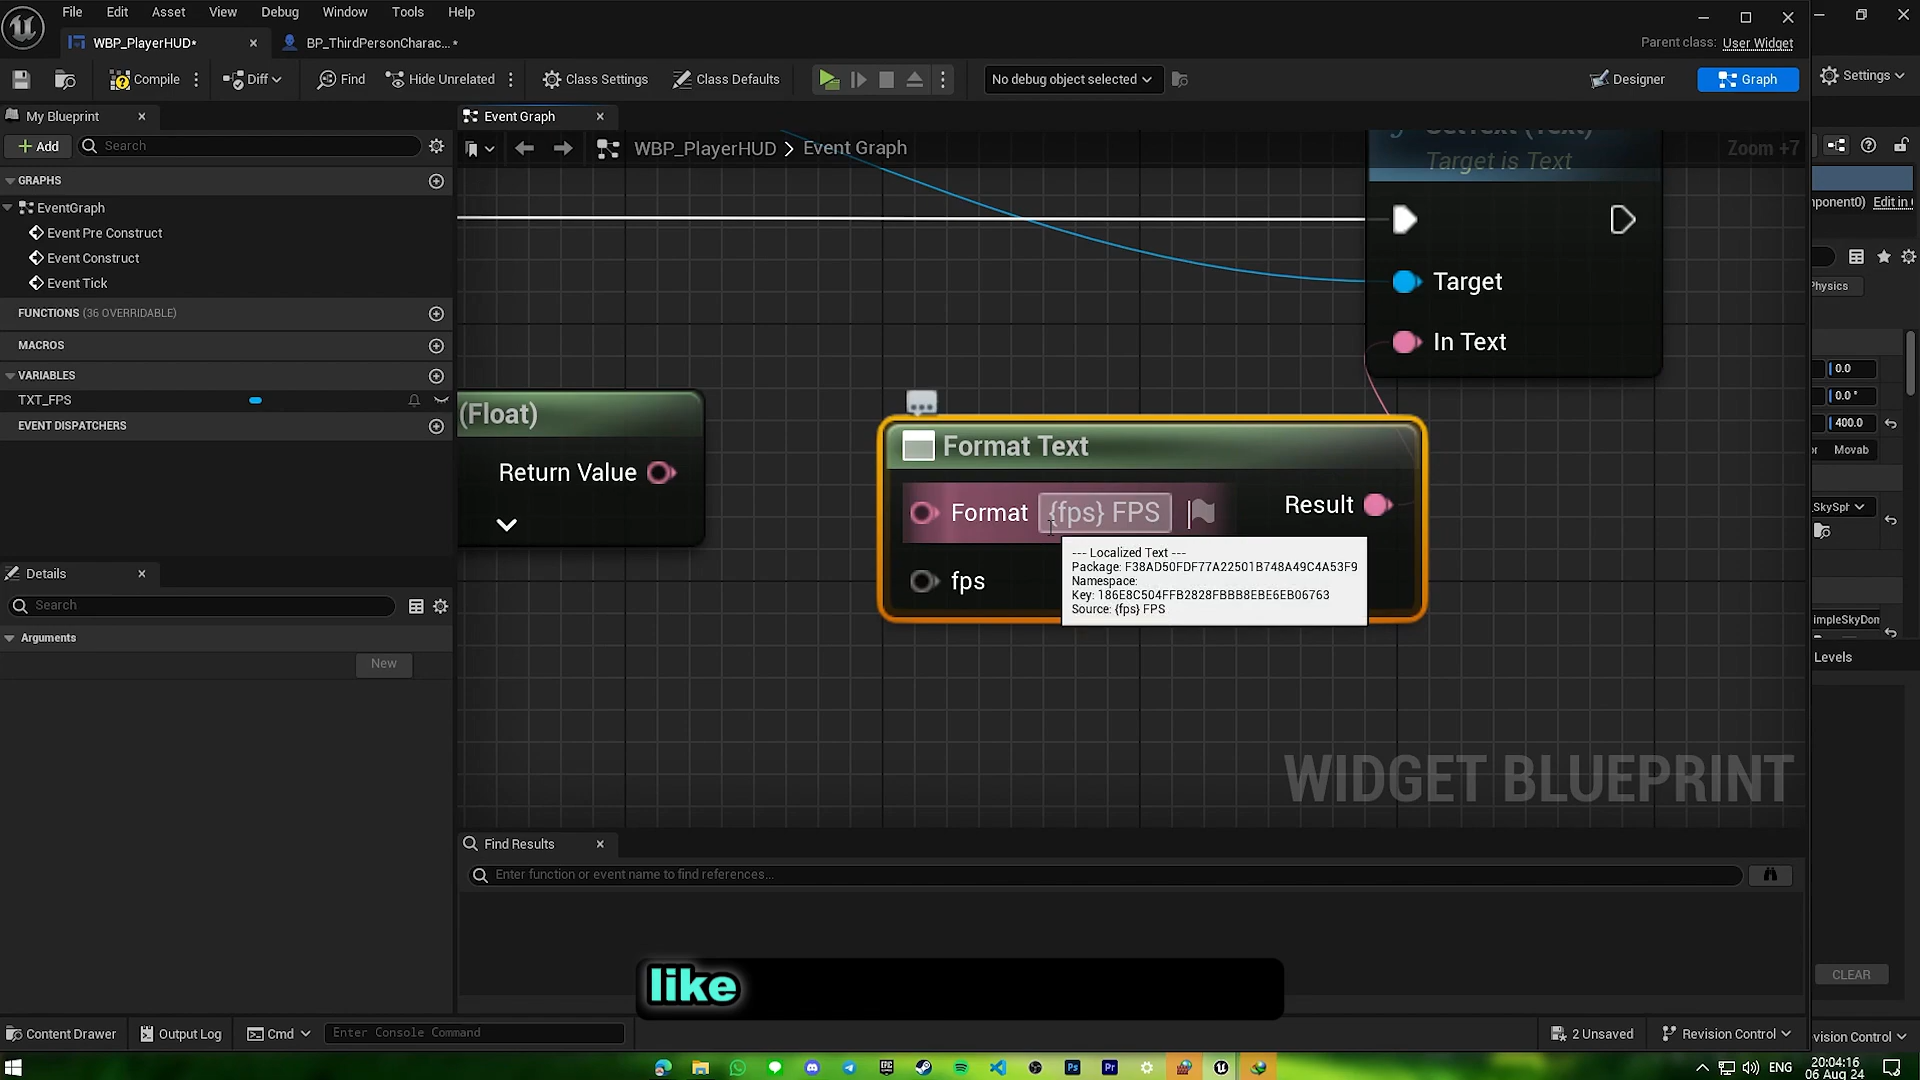 File Edit Asset View Debug Window Tools Help
WBP_PlayerHUD* BP_ThirdPersonCharac...*
Parent class: User Widget
Compile Diff Find Hide Unrelated Class Settings Class Defaults No debug object selected Designer Graph Settings
My Blueprint
Event Graph
Add Search
WBP_PlayerHUD > Event Graph
Zoom +7
GRAPHS
EventGraph
Event Pre Construct
Event Construct
Event Tick
FUNCTIONS (36 OVERRIDABLE)
MACROS
VARIABLES
TXT_FPS
EVENT DISPATCHERS
Target is Text
Target
In Text
(Float)
Return Value
Format Text
Format {fps} FPS
Result
fps
--- Localized Text ---
Package: F38AD50FDF77A22501B748A49C4A53F9
Namespace:
Key: 186E8C504FFB2828FBBB8EBE6EB06763
Source: {fps} FPS
Details
Search
Arguments
New
WIDGET BLUEPRINT
Edit in
0.0
0.0 °
400.0
Movab
Levels
CLEAR
Find Results
Enter function or event name to find references...
like
Content Drawer Output Log Cmd Enter Console Command 2 Unsaved Revision Control
ENG
20:04:16
06 Aug 24